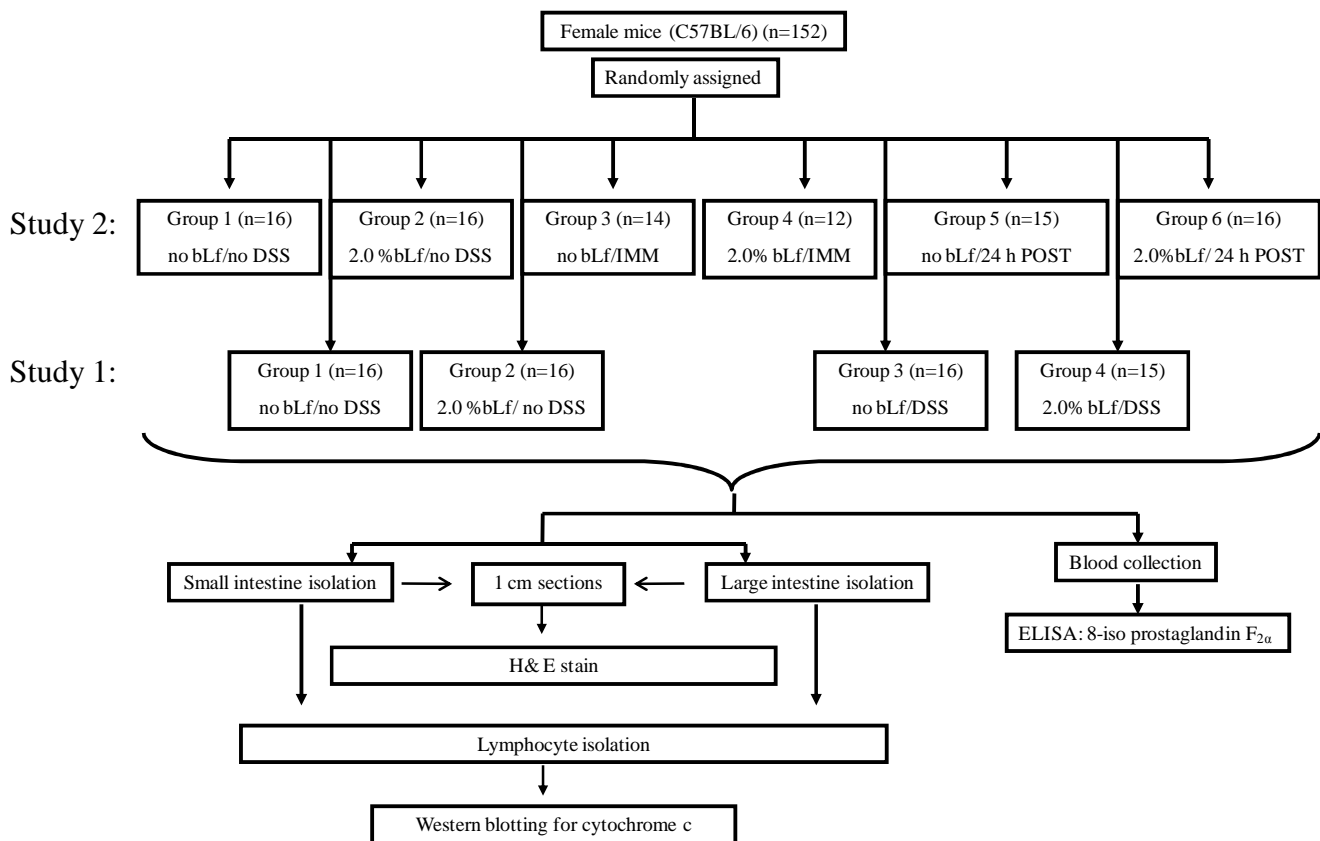 Female mice (C57BL/6) (n=152)
Randomly assigned
Study 2:
Group 1 (n=16)
no bLf/no DSS
Group 2 (n=16)
2.0 %bLf/no DSS
Group 3 (n=14)
no bLf/IMM
Group 4 (n=12)
2.0% bLf/IMM
Group 5 (n=15)
no bLf/24 h POST
Group 6 (n=16)
2.0%bLf/ 24 h POST
Study 1:
Group 1 (n=16)
no bLf/no DSS
Group 2 (n=16)
2.0 %bLf/ no DSS
Group 3 (n=16)
no bLf/DSS
Group 4 (n=15)
2.0% bLf/DSS
Small intestine isolation
1 cm sections
Large intestine isolation
Blood collection
ELISA: 8-iso prostaglandin F2α
H& E stain
Lymphocyte isolation
Western blotting for cytochrome c